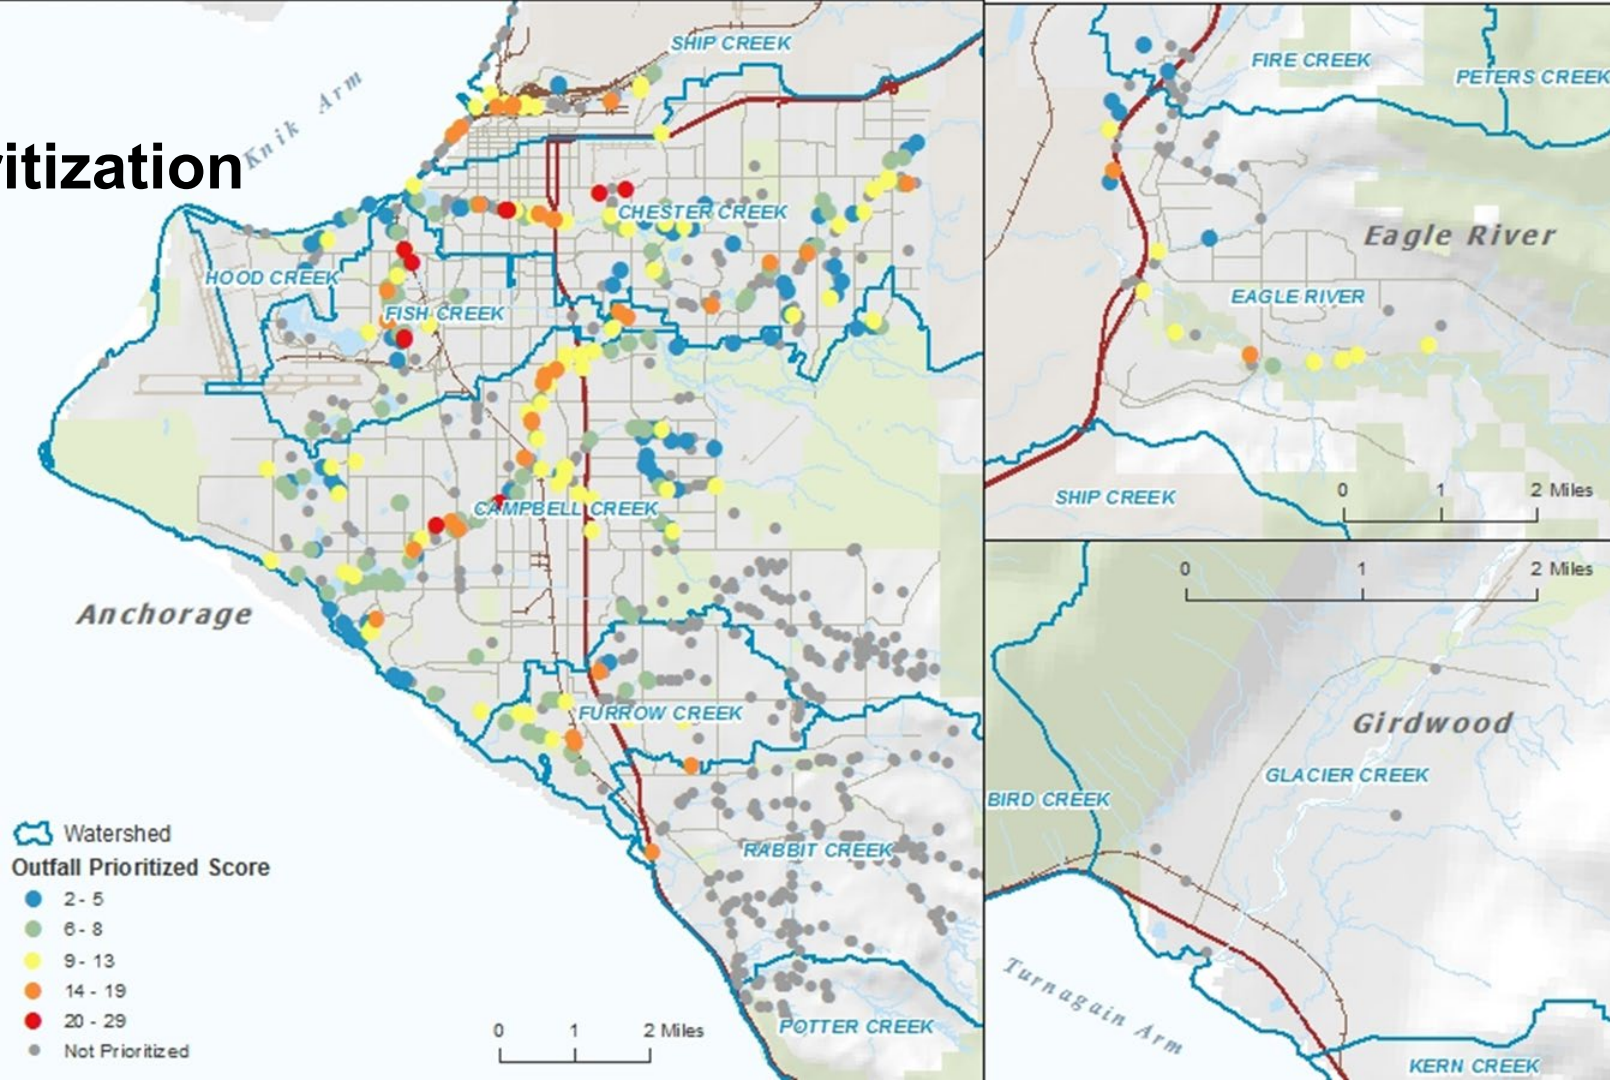 ritization
Knik Arm
SHIP CREEK
CHESTER CREEK
HOOD CREEK
FISH CREEK
CAMPBELL CREEK
Anchorage
FURROW CREEK
RABBIT CREEK
POTTER CREEK
Watershed
Outfall Prioritized Score
2 - 5
6 - 8
9 - 13
14 - 19
20 - 29
Not Prioritized
0 1 2 Miles
FIRE CREEK
PETERS CREEK
Eagle River
EAGLE RIVER
SHIP CREEK
0 1 2 Miles
0 1 2 Miles
Girdwood
GLACIER CREEK
BIRD CREEK
Turnagain Arm
KERN CREEK